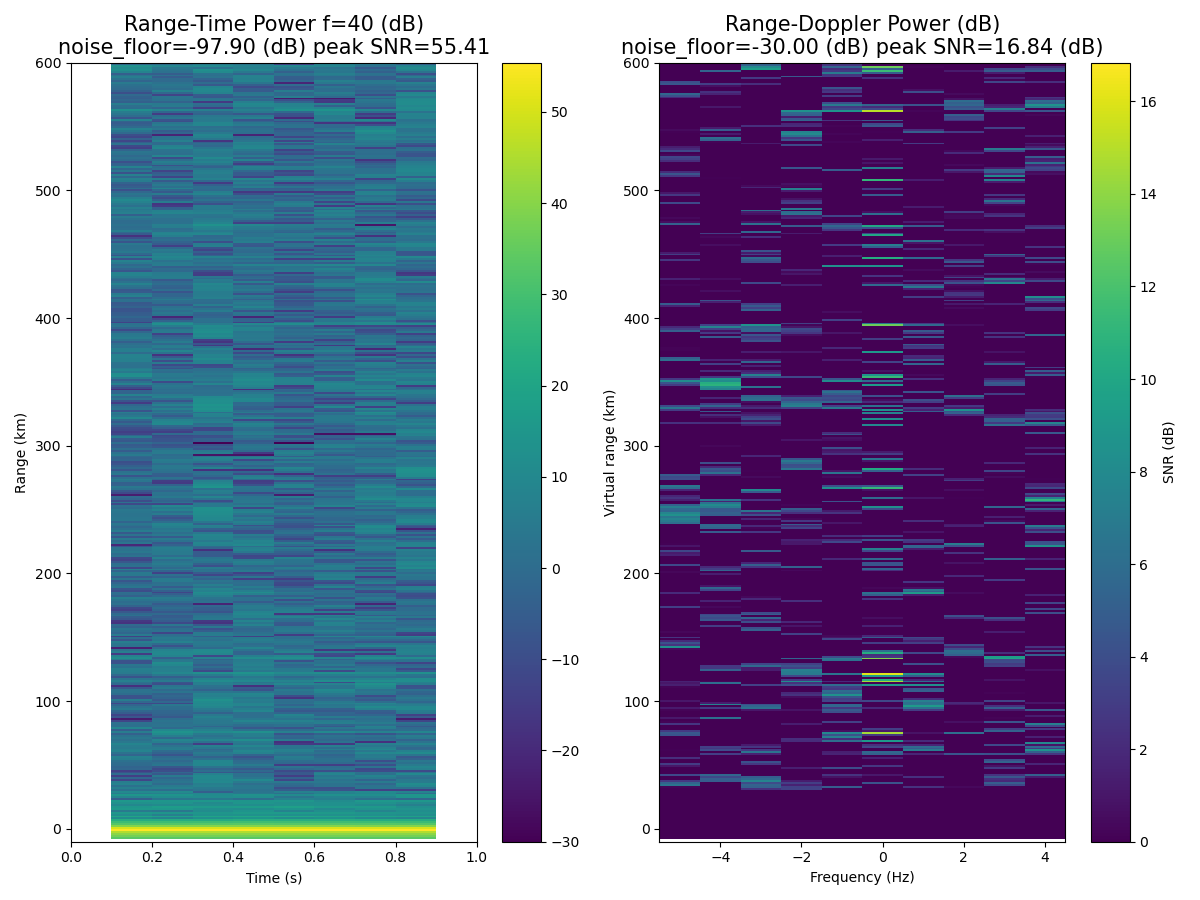 Range-Time Power f=40 (dB)
noise_floor=-97.90 (dB) peak SNR=55.41
Range-Doppler Power (dB)
noise_floor=-30.00 (dB) peak SNR=16.84 (dB)
600
500
400
300
200
100
0
Range (km)
0.0 0.2 0.4 0.6 0.8 1.0
Time (s)
50
40
30
20
10
0
−10
−20
−30
600
500
400
300
200
100
0
Virtual range (km)
−4 −2 0 2 4
Frequency (Hz)
16
14
12
10
8
6
4
2
0
SNR (dB)